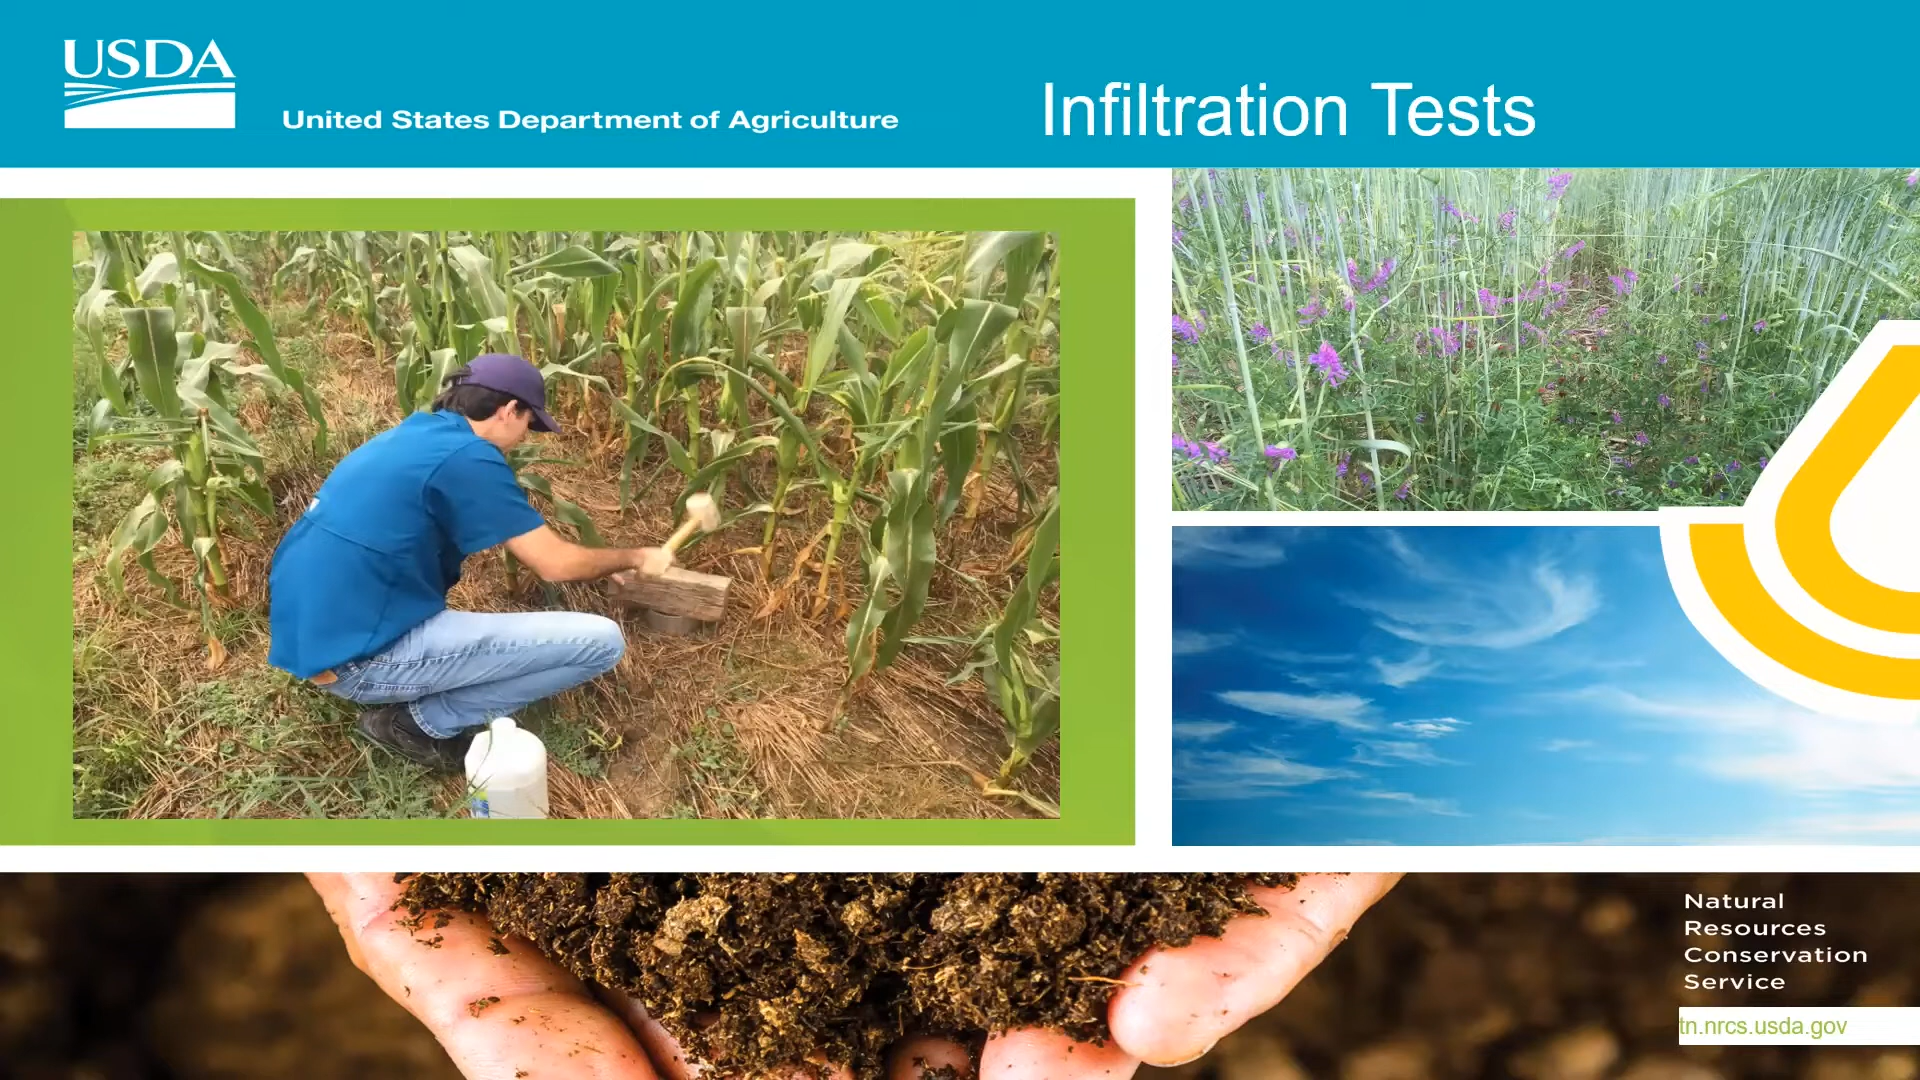 USDA
United States Department of Agriculture
Infiltration Tests
Natural
Resources
Conservation
Service
tn.nrcs.usda.gov